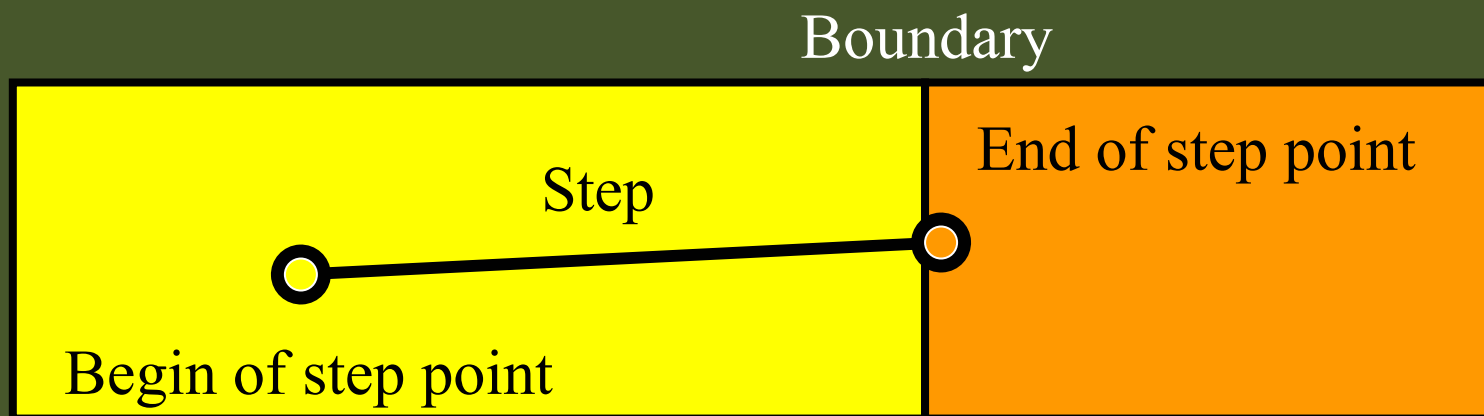 Boundary
End of step point
Step
Begin of step point